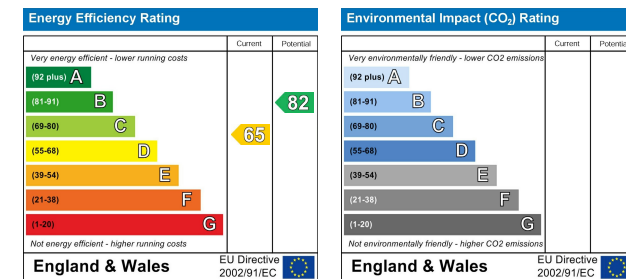 Energy Efficiency Rating
Current Potential
Very energy efficient - lower running costs
(92 plus) A
(81-91) B
82
(69-80) C
65
(55-68) D
(39-54) E
(21-38) F
(1-20) G
Not energy efficient - higher running costs
England & Wales
EU Directive
2002/91/EC
Environmental Impact (CO₂) Rating
Current Potential
Very environmentally friendly - lower CO2 emissions
(92 plus) A
(81-91) B
(69-80) C
(55-68) D
(39-54) E
(21-38) F
(1-20) G
Not environmentally friendly - higher CO2 emissions
England & Wales
EU Directive
2002/91/EC